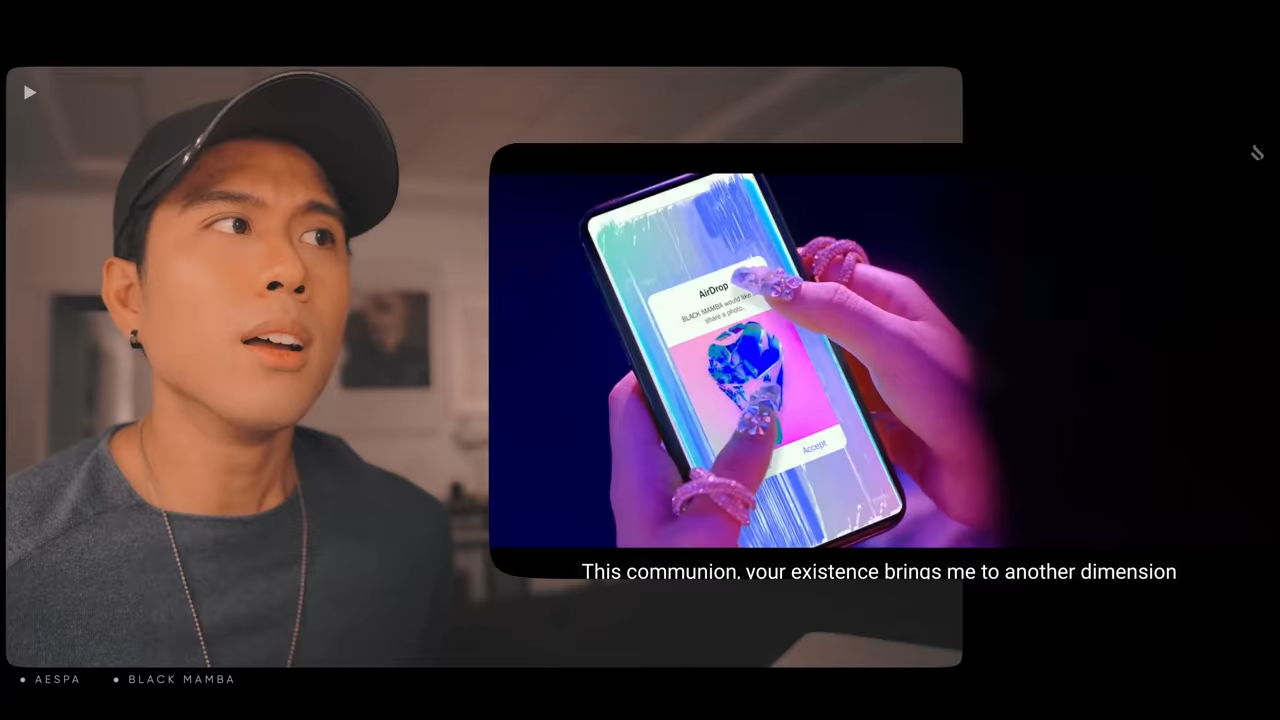 AirDrop
BLACK MAMBA would like
share a photo.
Accept
This communion, your existence brings me to another dimension
AESPA
BLACK MAMBA